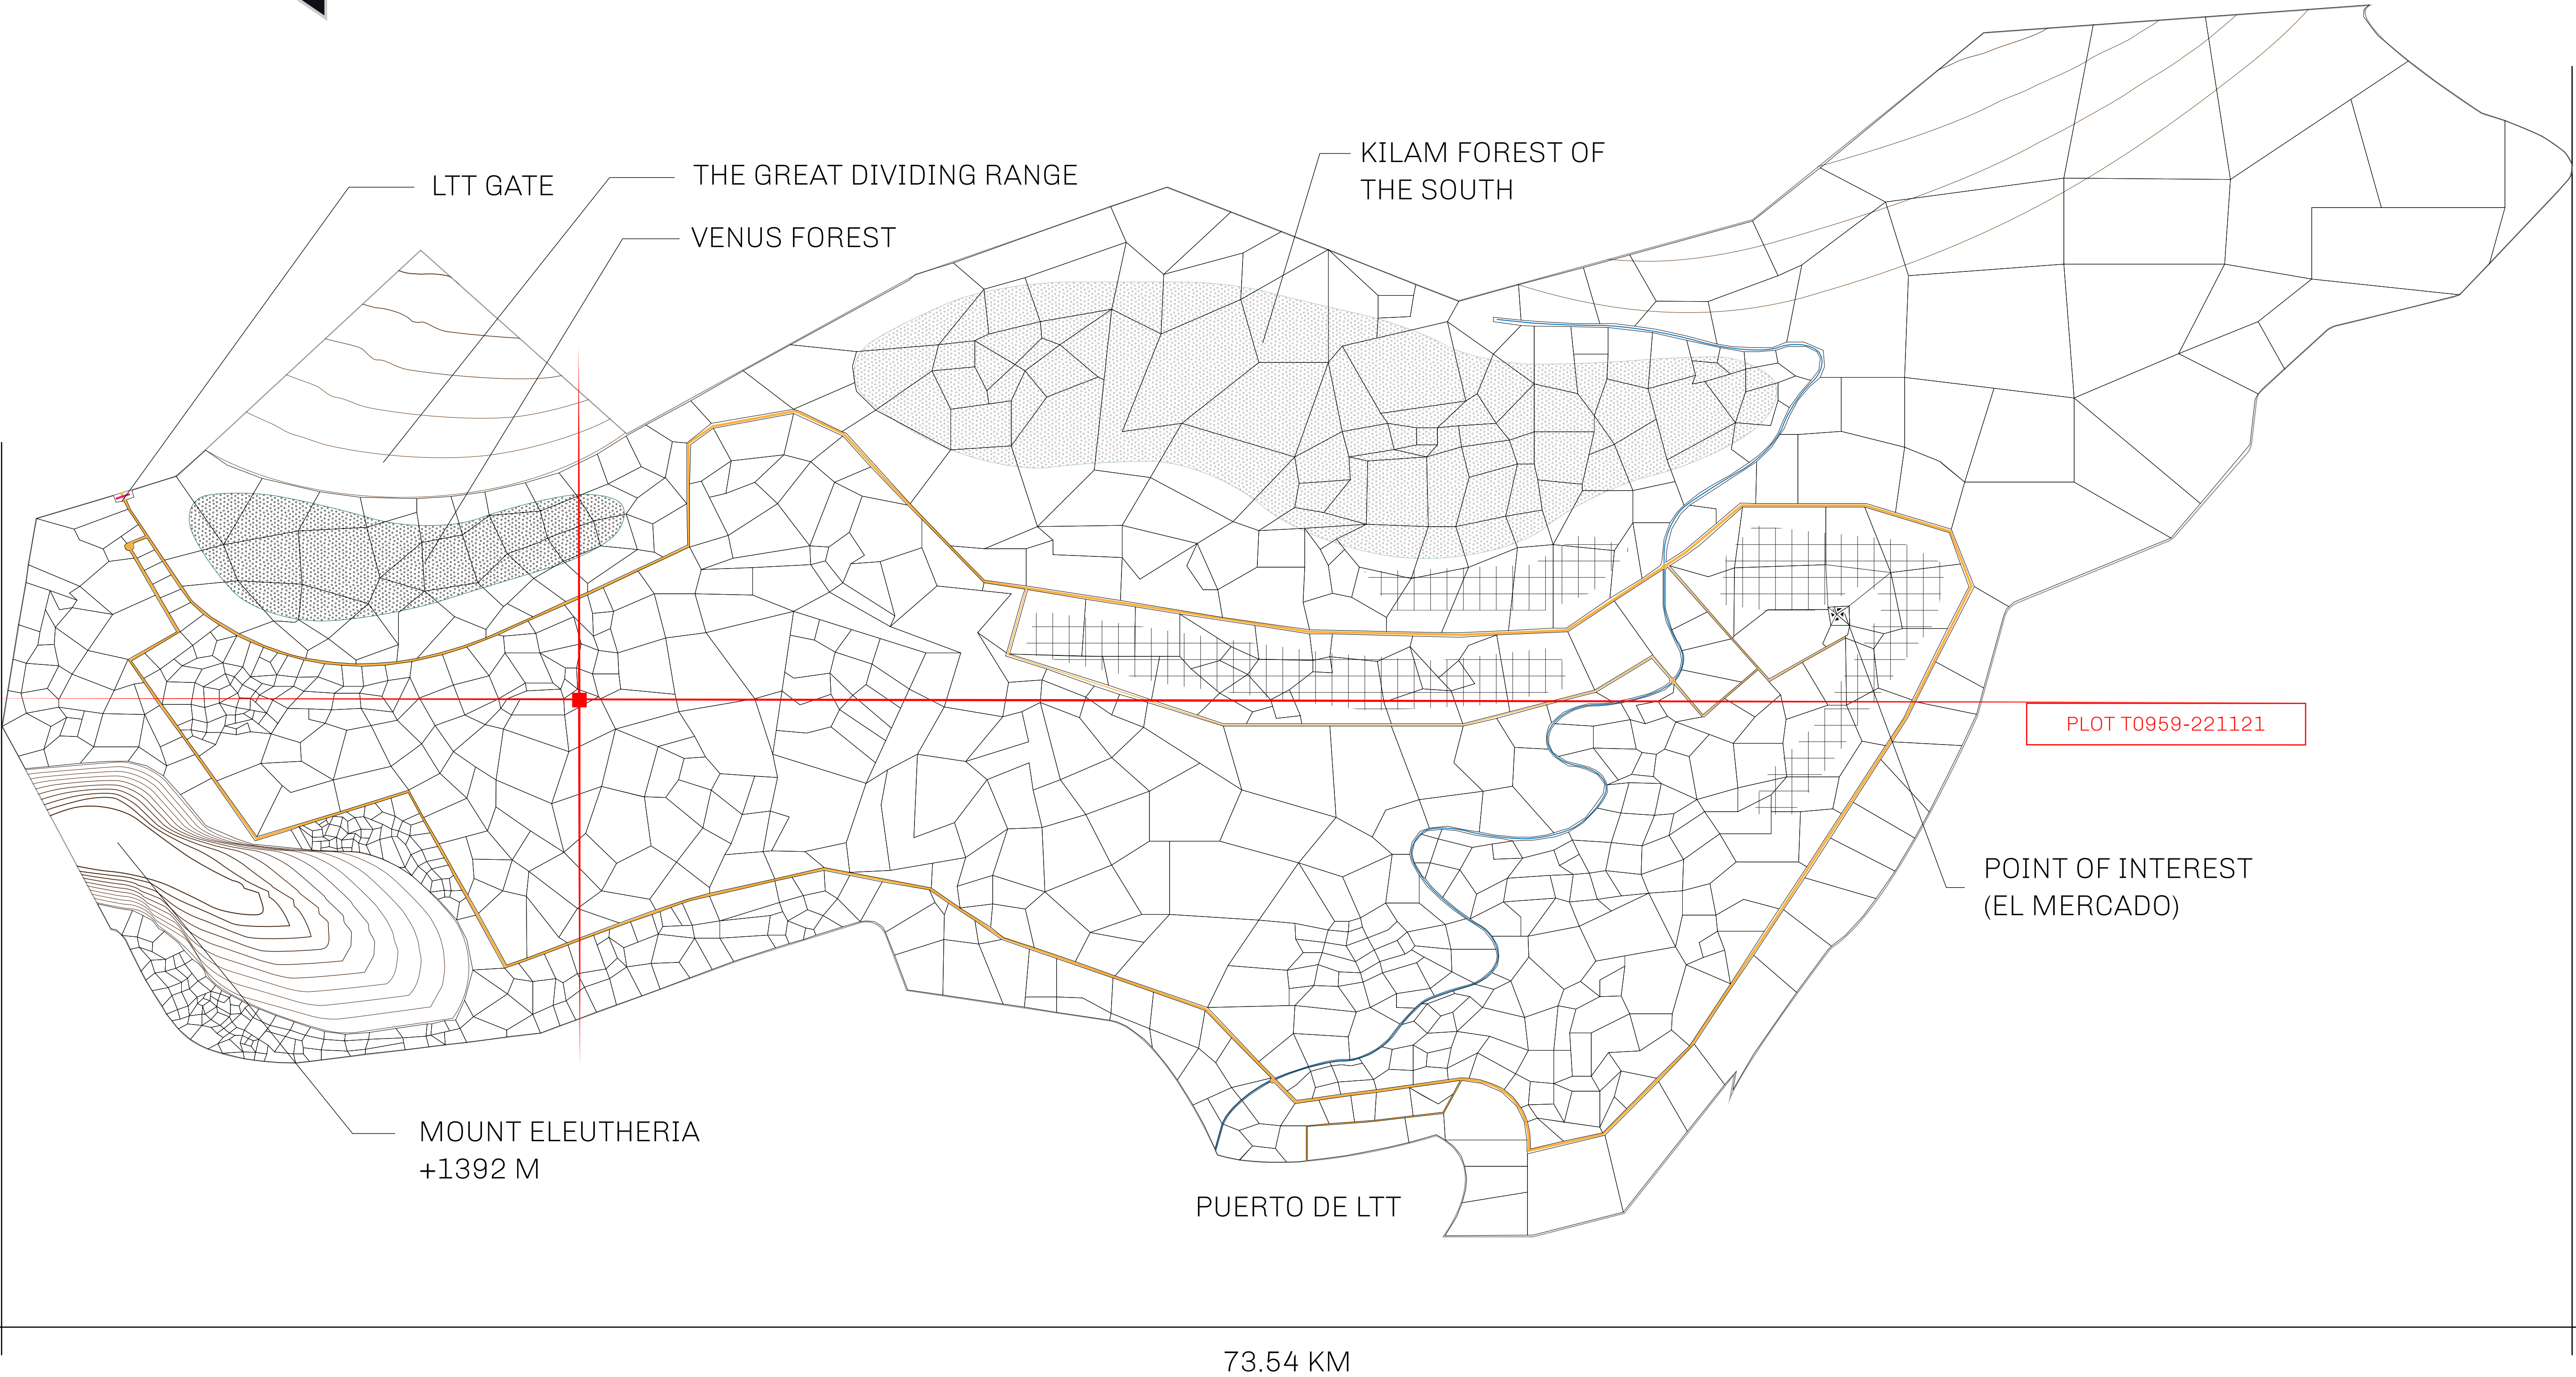 KILAM FOREST OF
THE SOUTH
THE GREAT DIVIDING RANGE
LTT GATE
VENUS FOREST
PLOT T0959-221121
POINT OF INTEREST
(EL MERCADO)
MOUNT ELEUTHERIA
+1392 M
PUERTO DE LTT
73.54 KM